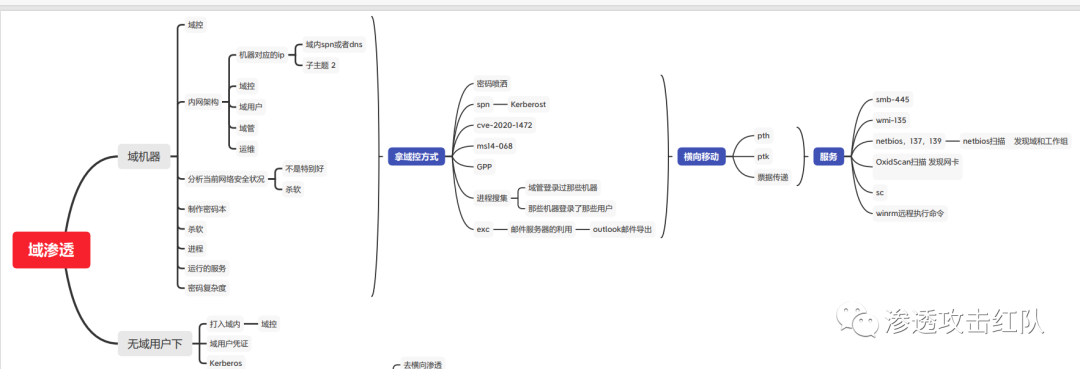 域渗透
域机器
域控
内网架构
机器对应的ip
域内spn或者dns
子主题 2
域控
域用户
域管
运维
分析当前网络安全状况
不是特别好
杀软
制作密码本
杀软
进程
运行的服务
密码复杂度
拿域控方式
密码喷洒
spn
Kerberost
cve-2020-1472
ms14-068
GPP
进程搜集
域管登录过那些机器
那些机器登录了那些用户
exc
邮件服务器的利用
outlook邮件导出
横向移动
pth
ptk
票据传递
服务
smb-445
wmi-135
netbios，137，139
netbios扫描 发现域和工作组
OxidScan扫描 发现网卡
sc
winrm远程执行命令
无域用户下
打入域内
域控
域用户凭证
Kerberos
去横向渗透
渗透攻击红队